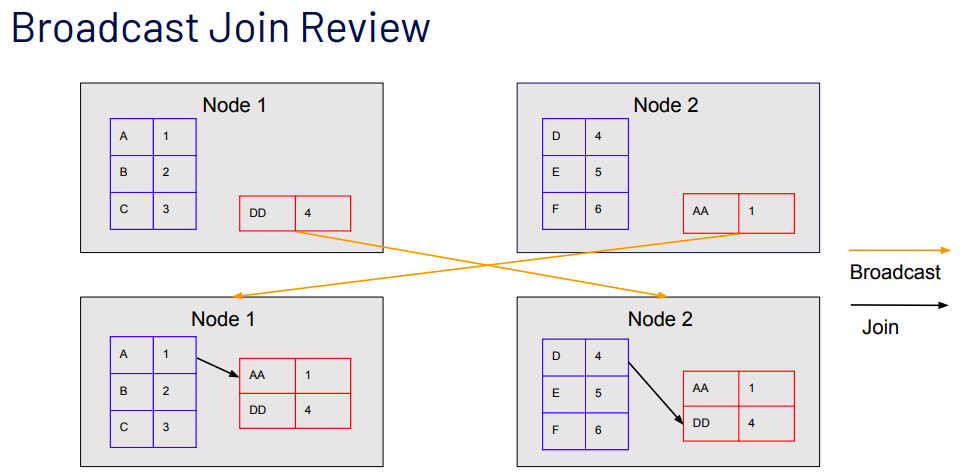 Broadcast Join Review
Node 1
A 1
B 2
C 3
DD 4
Node 2
D 4
E 5
F 6
AA 1
Broadcast
Join
Node 1
A 1
B 2
C 3
AA 1
DD 4
Node 2
D 4
E 5
F 6
AA 1
DD 4